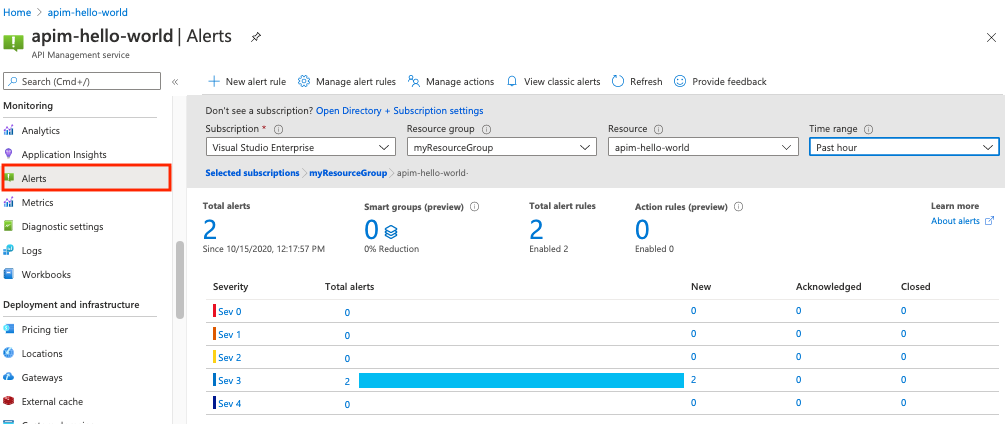 Home > apim-hello-world
apim-hello-world | Alerts
API Management service
Search (Cmd+/)
«
Monitoring
Analytics
Application Insights
Alerts
Metrics
Diagnostic settings
Logs
Workbooks
Deployment and infrastructure
Pricing tier
Locations
Gateways
External cache
New alert rule Manage alert rules Manage actions View classic alerts Refresh Provide feedback
Don't see a subscription? Open Directory + Subscription settings
Subscription * Resource group Resource Time range
Visual Studio Enterprise myResourceGroup apim-hello-world Past hour
Selected subscriptions > myResourceGroup > apim-hello-world
Total alerts Smart groups (preview) Total alert rules Action rules (preview) Learn more
2 0 2 0 About alerts
Since 10/15/2020, 12:17:57 PM 0% Reduction Enabled 2 Enabled 0
Severity Total alerts New Acknowledged Closed
Sev 0 0 0 0 0
Sev 1 0 0 0 0
Sev 2 0 0 0 0
Sev 3 2 2 0 0
Sev 4 0 0 0 0